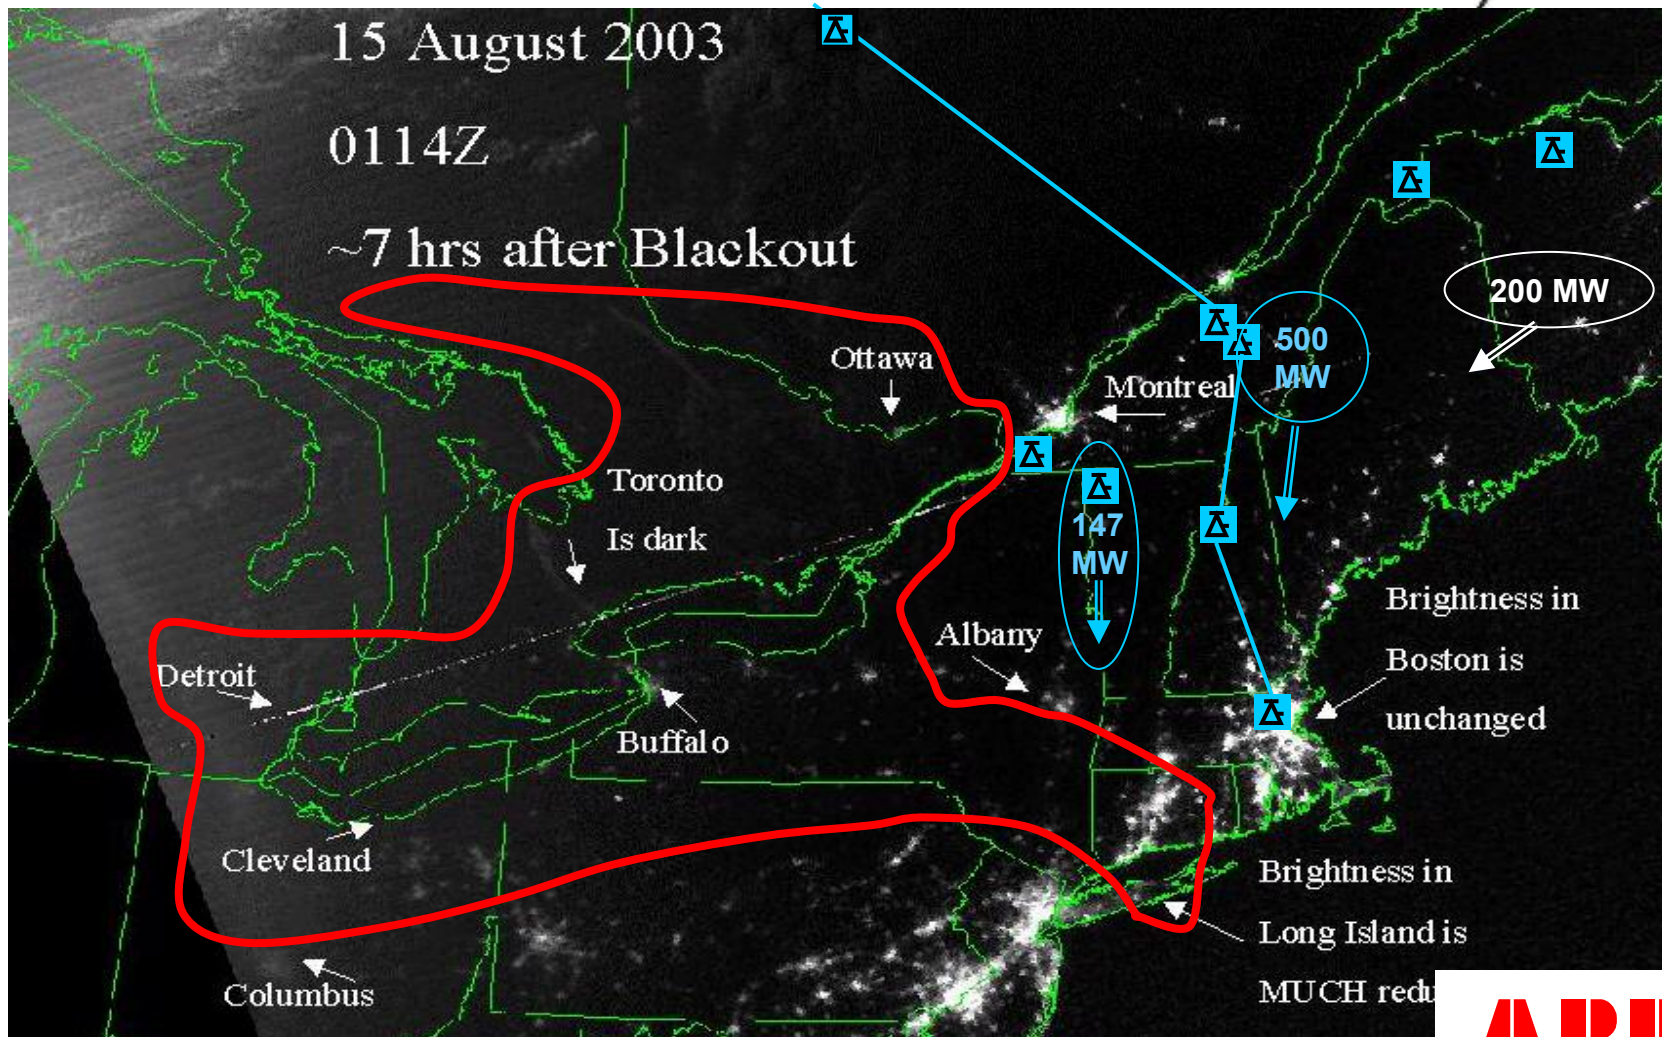 15 August 2003
0114Z
~7 hrs after Blackout
200 MW
500
MW
Ottawa
Montreal
Toronto
Is dark
147
MW
Albany
Brightness in
Boston is
unchanged
Detroit
Buffalo
Cleveland
Brightness in
Long Island is
MUCH
Columbus